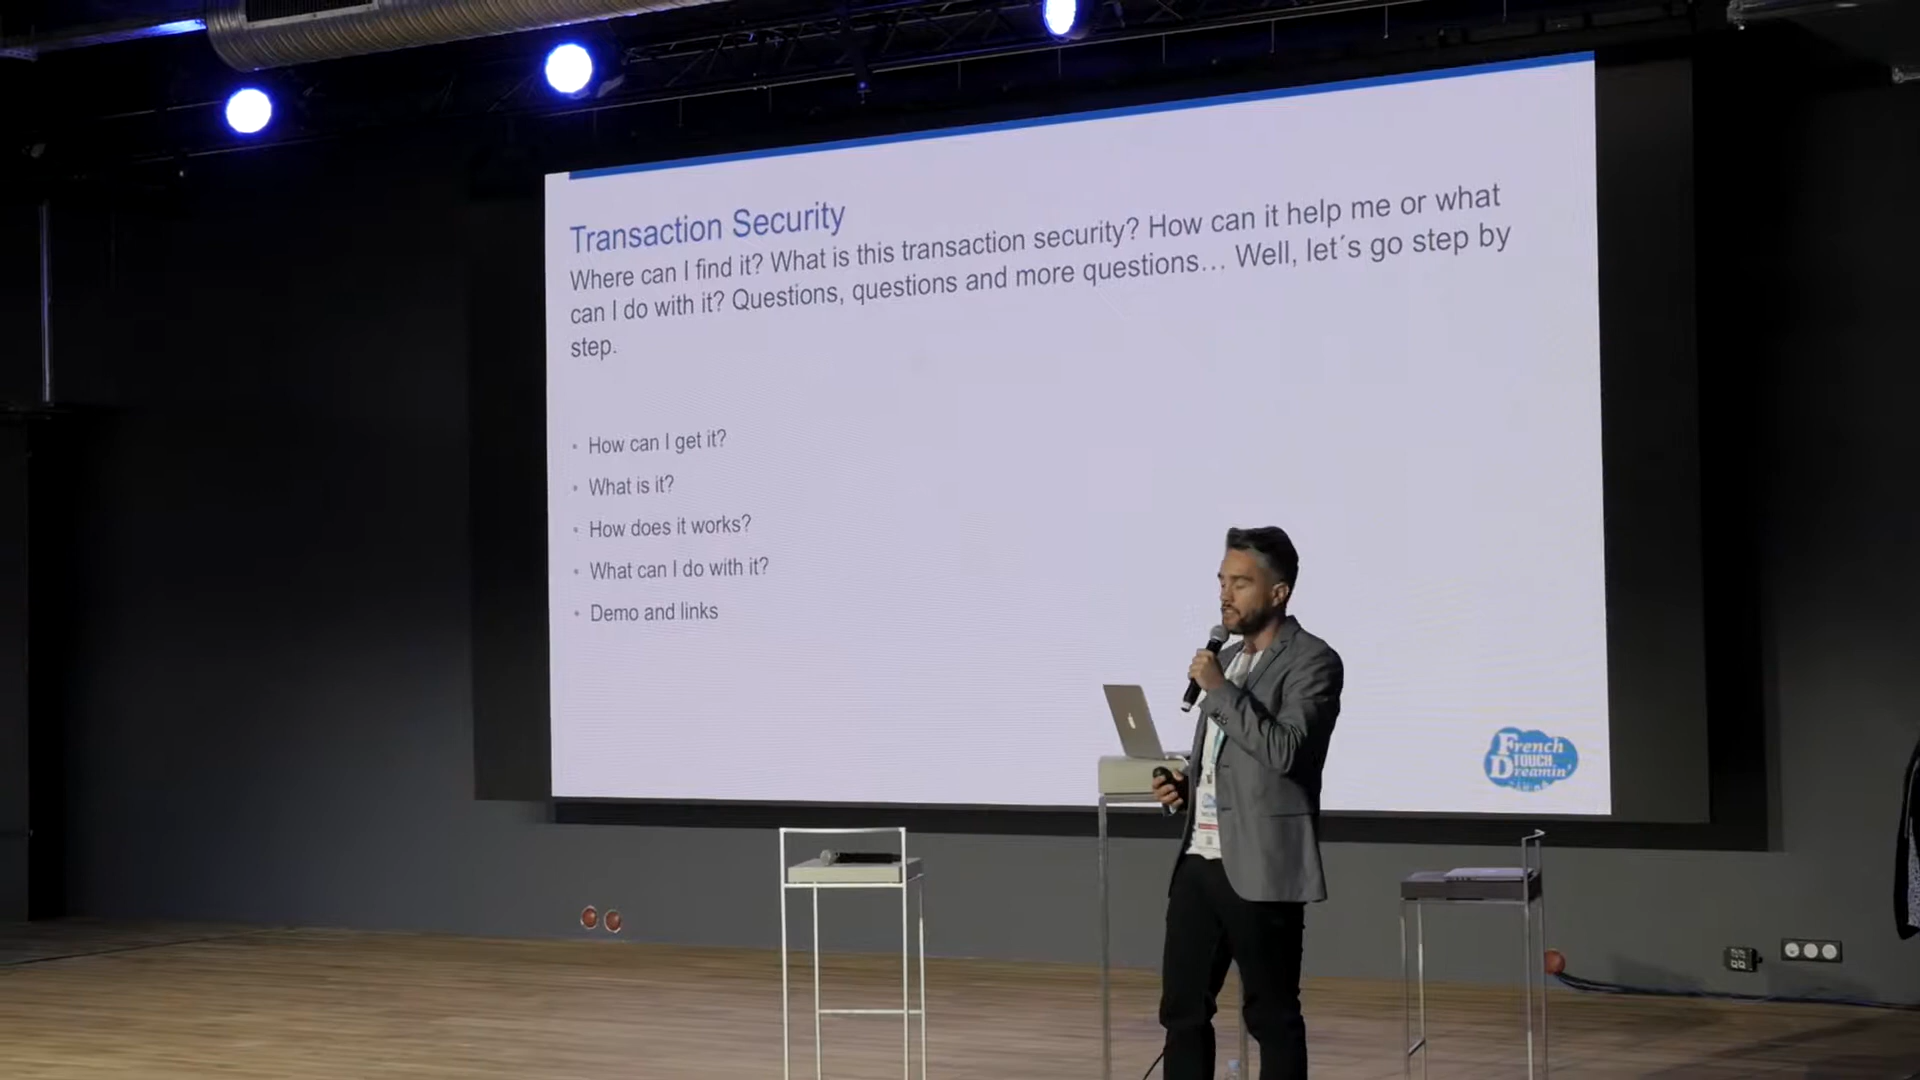 Transaction Security
Where can I find it? What is this transaction security? How can it help me or what
can I do with it? Questions, questions and more questions… Well, let´s go step by
step.
• How can I get it?
• What is it?
• How does it works?
• What can I do with it?
• Demo and links
French
TOUCH
Dreamin'